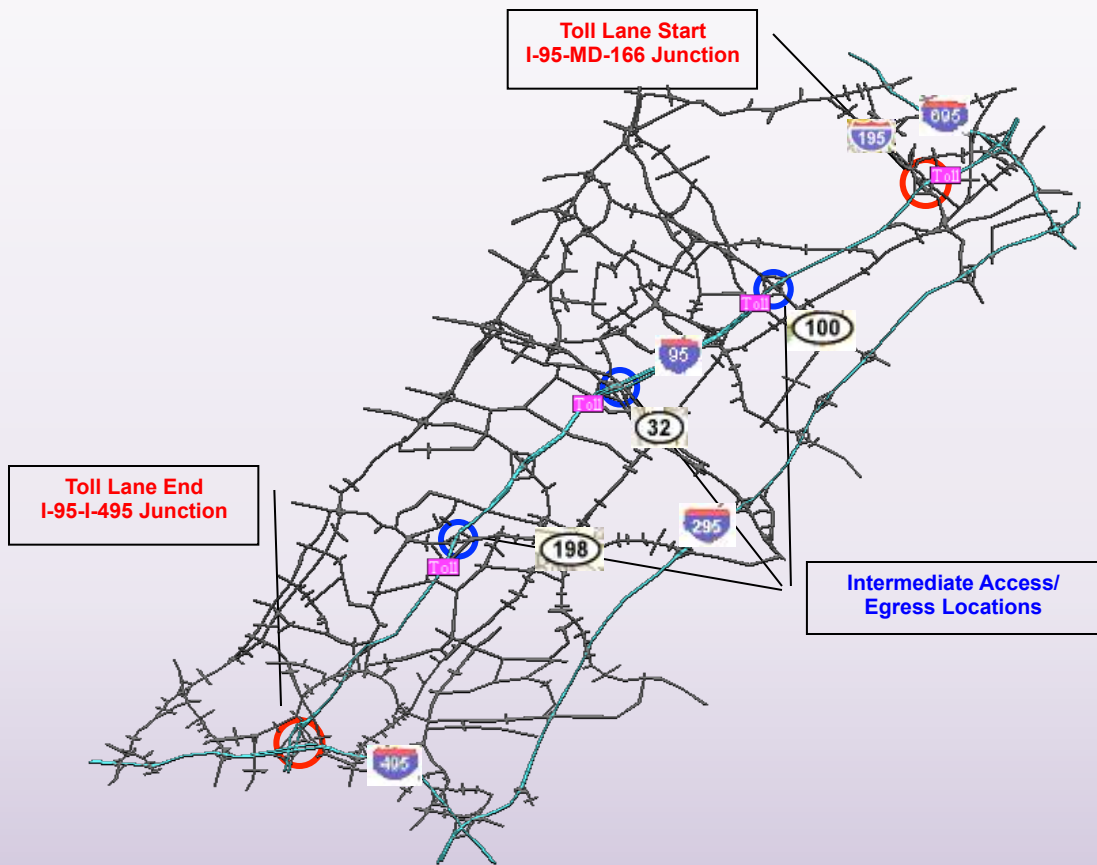 Toll Lane Start
I-95-MD-166 Junction
695
195
Toll
Toll
100
95
Toll
32
Toll Lane End
I-95-I-495 Junction
295
198
Toll
Intermediate Access/
Egress Locations
495